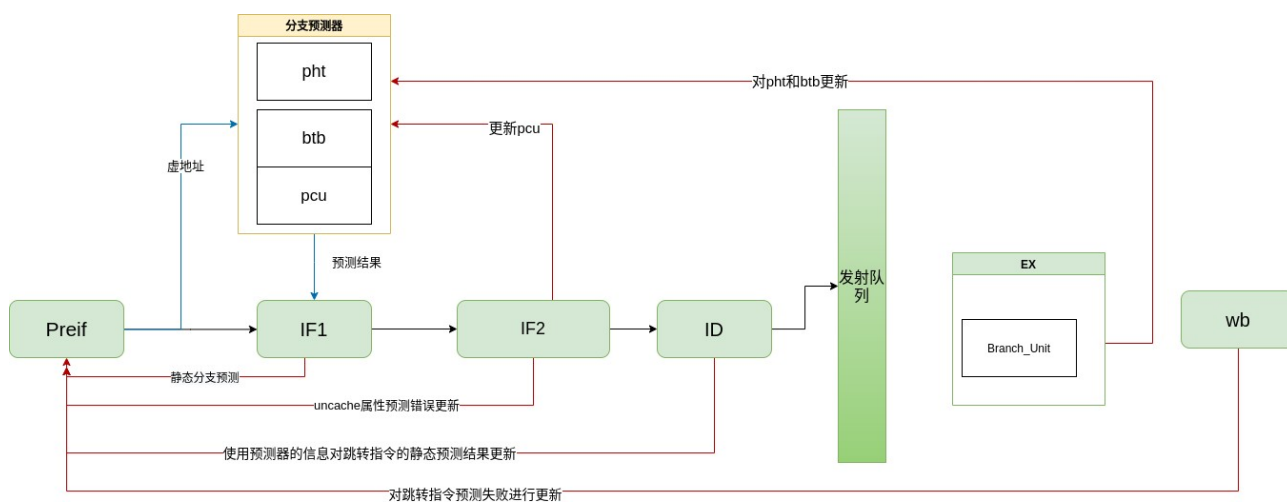 分支预测器
pht
对pht和btb更新
btb
更新pcu
虚地址
pcu
预测结果
EX
发射队
列
Preif
IF1
IF2
ID
wb
Branch_Unit
静态分支预测
uncache属性预测错误更新
使用预测器的信息对跳转指令的静态预测结果更新
对跳转指令预测失败进行更新